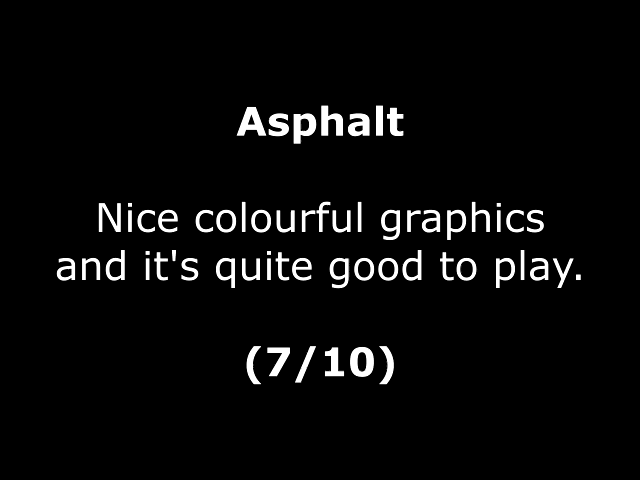 Asphalt
Nice colourful graphics
and it's quite good to play.
(7/10)